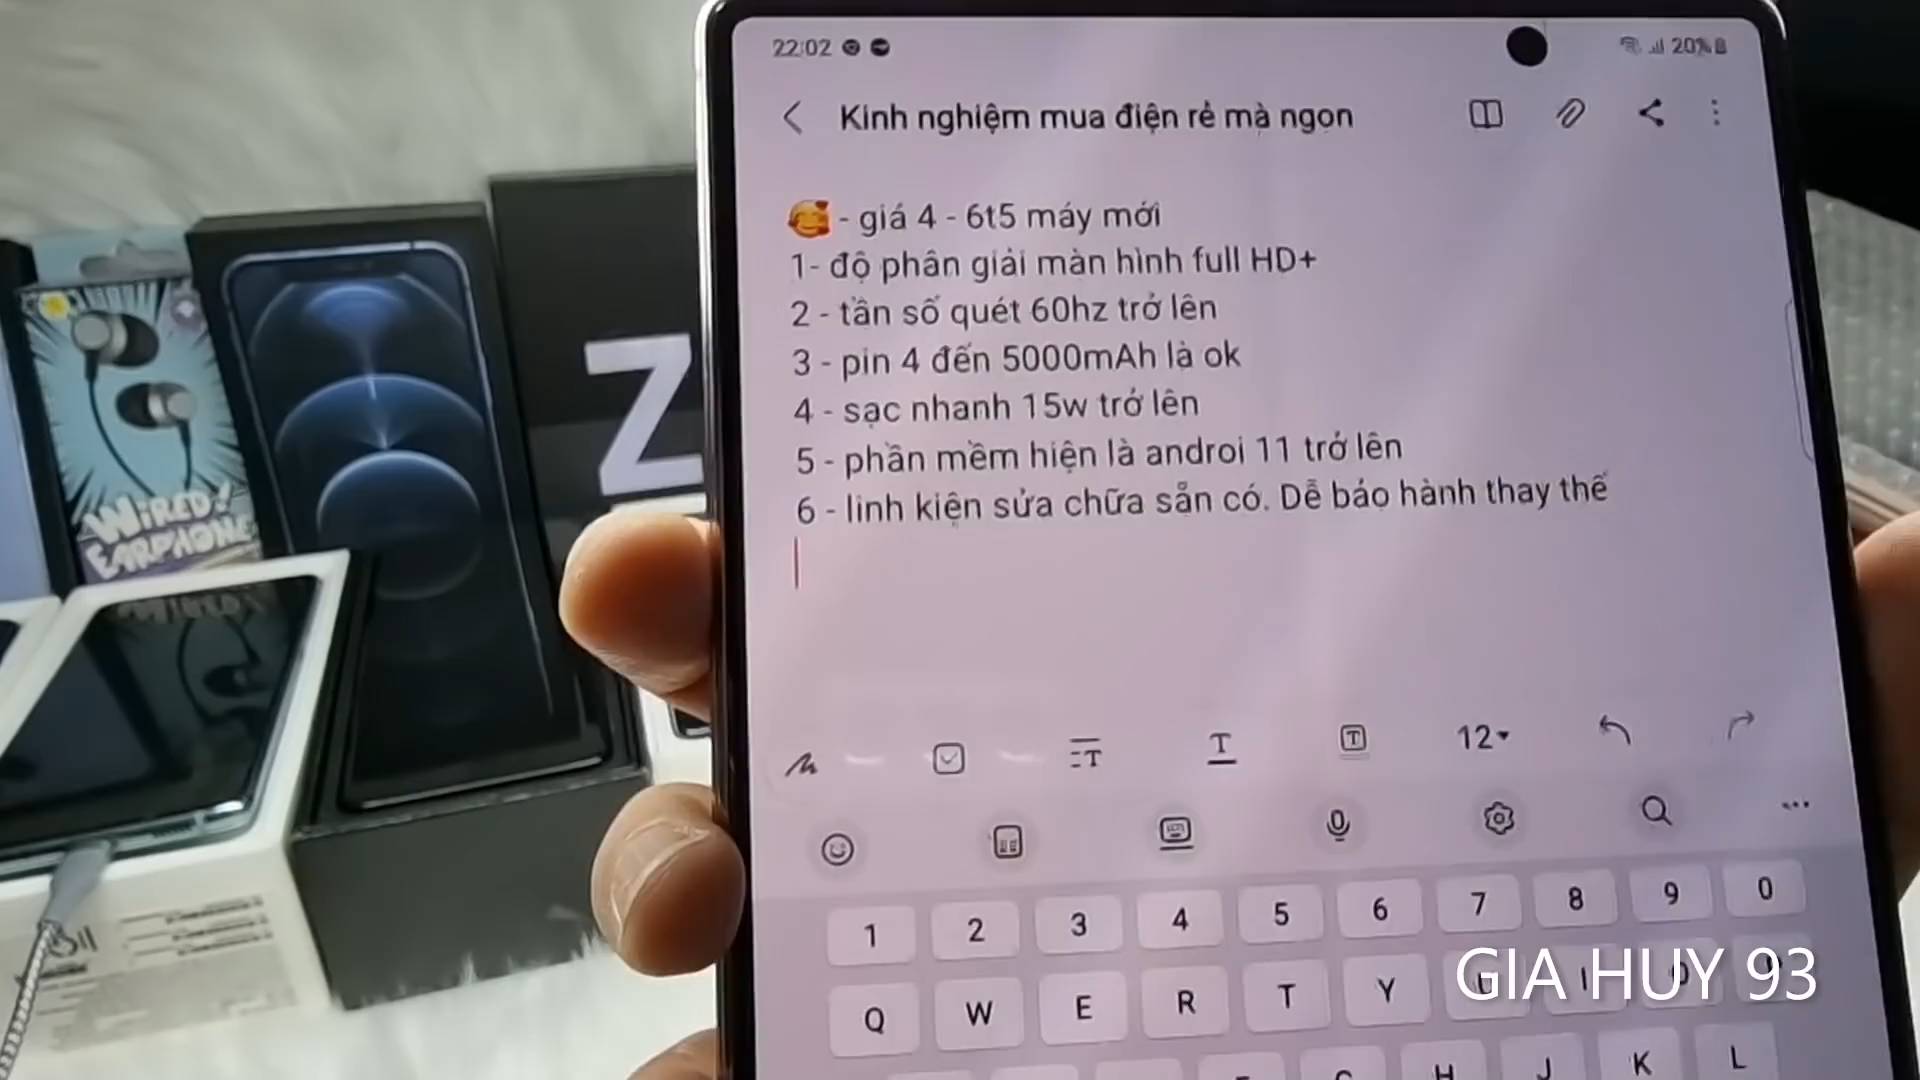 22:02
20%
Kinh nghiệm mua điện rẻ mà ngon
- giá 4 - 6t5 máy mới
1- độ phân giải màn hình full HD+
2 - tần số quét 60hz trở lên
3 - pin 4 đến 5000mAh là ok
4 - sạc nhanh 15w trở lên
5 - phần mềm hiện là androi 11 trở lên
6 - linh kiện sửa chữa sẵn có. Dễ bảo hành thay thế
Z
WiRED!
EARPHONE
12
1 2 3 4 5 6 7 8 9 0
Q W E R T Y
H J K L
GIA HUY 93